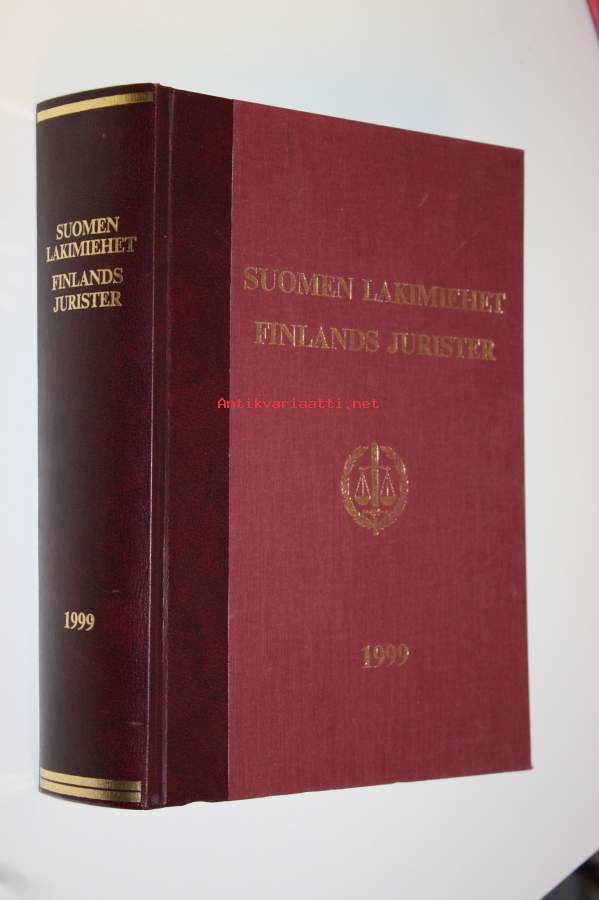 SUOMEN
LAKIMIEHET
FINLANDS
JURISTER
1999
SUOMEN LAKIMIEHET
FINLANDS JURISTER
Antikvariaatti.net
1999